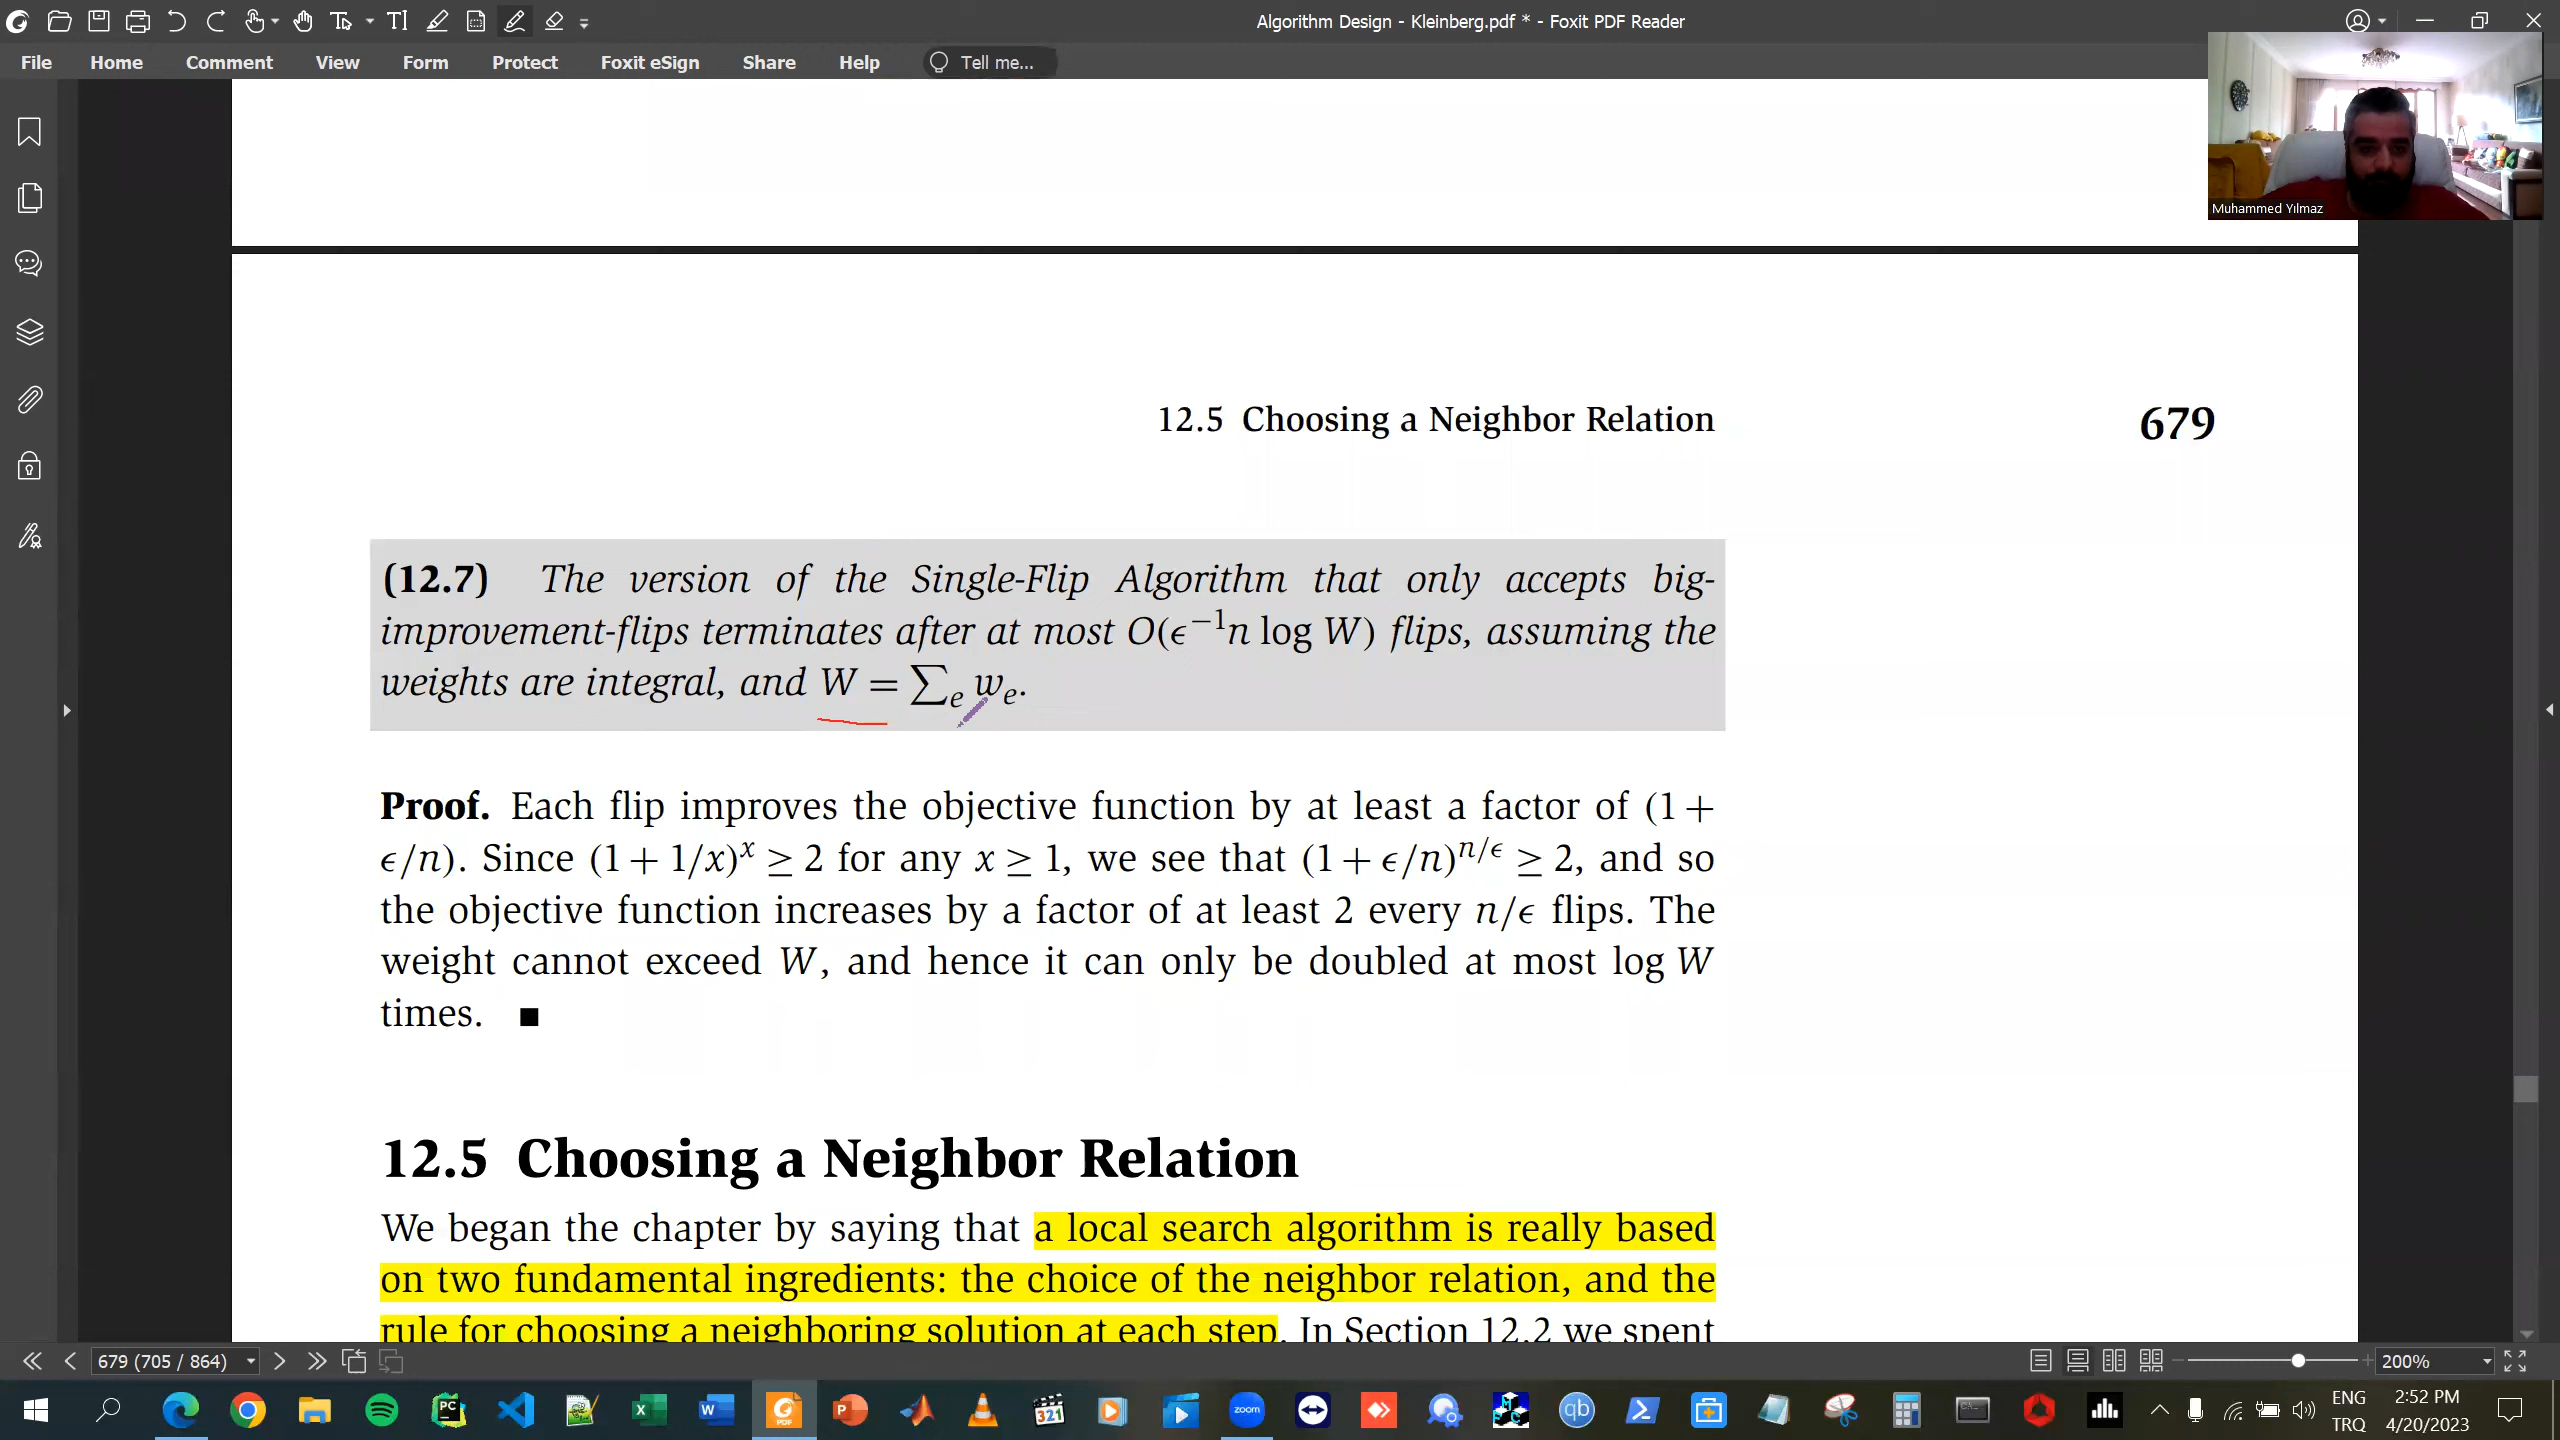 Algorithm Design - Kleinberg.pdf * - Foxit PDF Reader
File Home Comment View Form Protect Foxit eSign Share Help Tell me...
Muhammed Yılmaz
12.5 Choosing a Neighbor Relation 679
(12.7) The version of the Single-Flip Algorithm that only accepts big-
improvement-flips terminates after at most O(ϵ⁻¹n log W) flips, assuming the
weights are integral, and W = ∑ₑ wₑ.
Proof. Each flip improves the objective function by at least a factor of (1 +
ϵ/n). Since (1 + 1/x)ˣ ≥ 2 for any x ≥ 1, we see that (1 + ϵ/n)^{n/ϵ} ≥ 2, and so
the objective function increases by a factor of at least 2 every n/ϵ flips. The
weight cannot exceed W, and hence it can only be doubled at most log W
times. ■
12.5 Choosing a Neighbor Relation
We began the chapter by saying that a local search algorithm is really based
on two fundamental ingredients: the choice of the neighbor relation, and the
rule for choosing a neighboring solution at each step. In Section 12.2 we spent
679 (705 / 864) 200%
PC X W P 321 zoom qb
ENG 2:52 PM
TRQ 4/20/2023